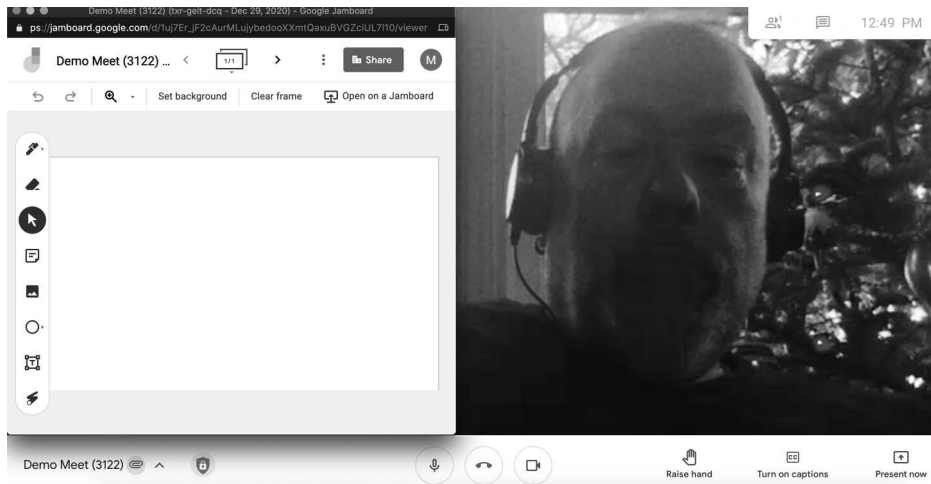 Demo Meet (3122) (txr-geit-dcq - Dec 29, 2020) - Google Jamboard
ps://jamboard.google.com/d/1uj7Er_jF2cAurMLujybedooXXmtQaxuBVGZciUL7l10/viewer
1
12:49 PM
Demo Meet (3122) ...
1/1
Share
M
Set background
Clear frame
Open on a Jamboard
T
Demo Meet (3122)
CC
Raise hand
Turn on captions
Present now